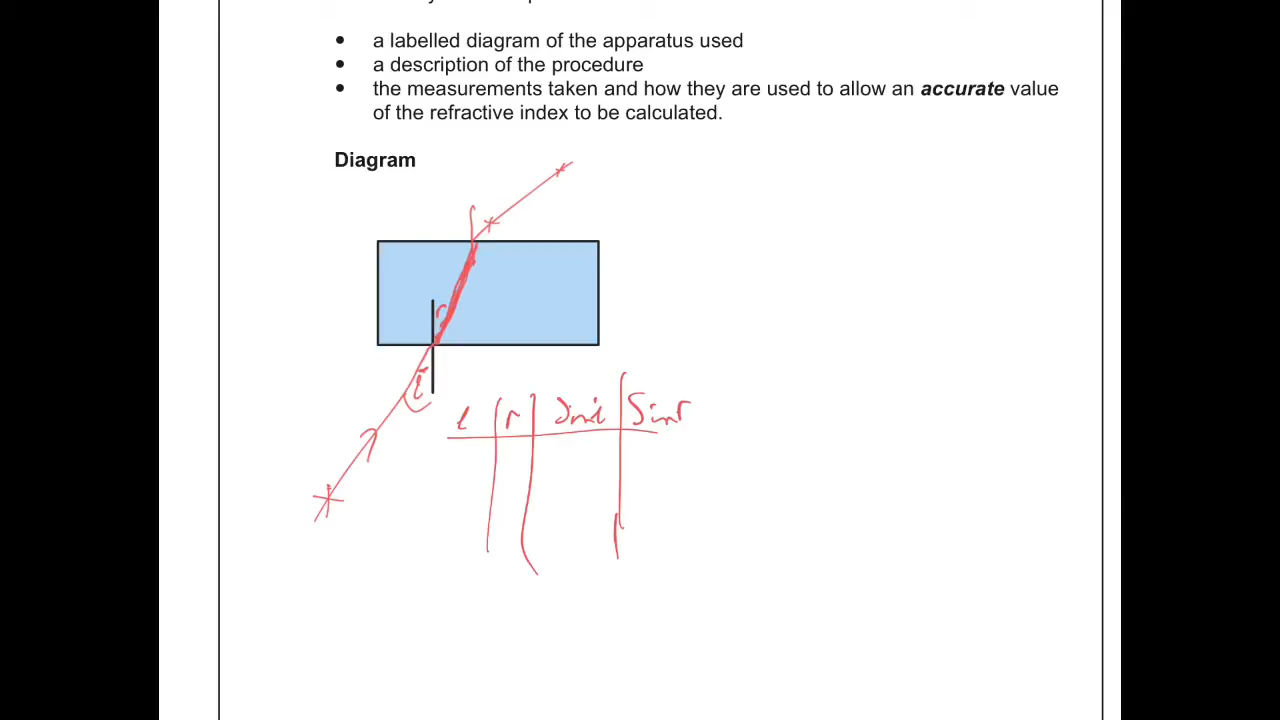 • a labelled diagram of the apparatus used
• a description of the procedure
• the measurements taken and how they are used to allow an accurate value
of the refractive index to be calculated.
Diagram
r
i
i r Sin i Sin r